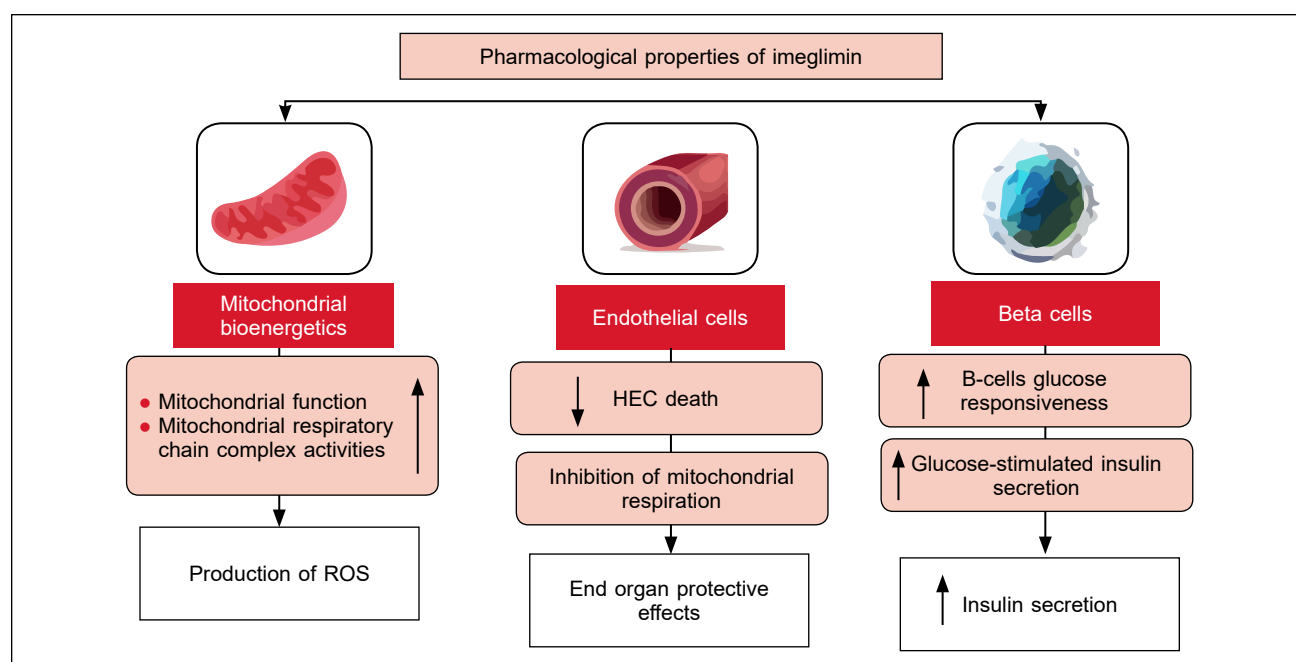 Pharmacological properties of imeglimin
Mitochondrial
bioenergetics
● Mitochondrial function
● Mitochondrial respiratory
chain complex activities
Production of ROS
Endothelial cells
HEC death
Inhibition of mitochondrial
respiration
End organ protective
effects
Beta cells
B-cells glucose
responsiveness
Glucose-stimulated insulin
secretion
Insulin secretion